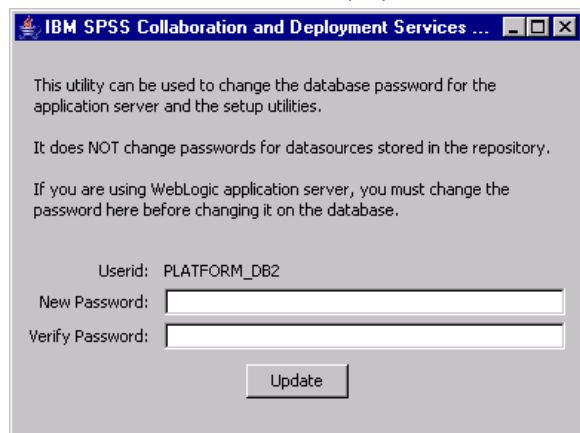 IBM SPSS Collaboration and Deployment Services ...
This utility can be used to change the database password for the
application server and the setup utilities.
It does NOT change passwords for datasources stored in the repository.
If you are using WebLogic application server, you must change the
password here before changing it on the database.
Userid: PLATFORM_DB2
New Password:
Verify Password:
Update